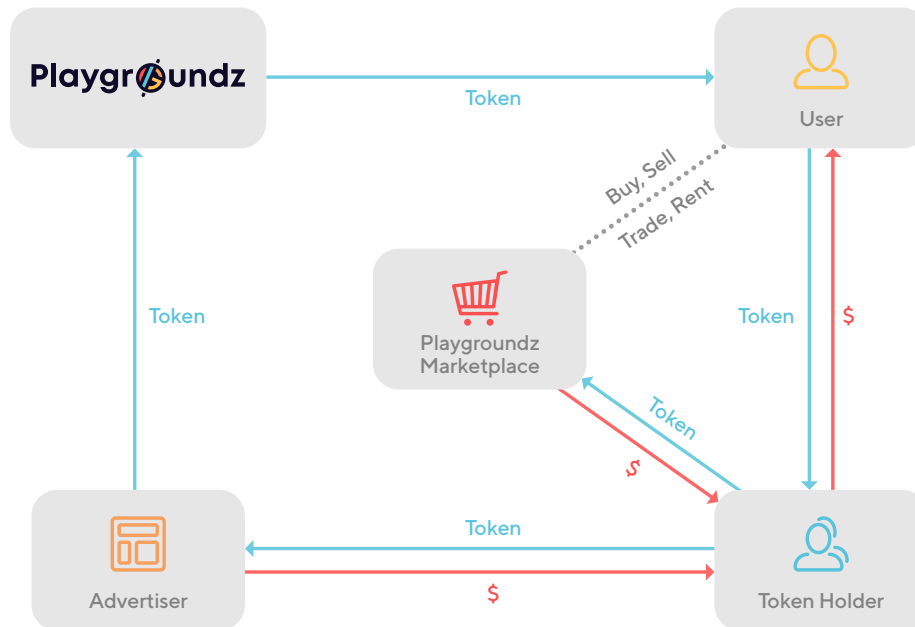 Playgroundz
Token
User
Buy, Sell
Trade, Rent
Token
Token
$
Playgroundz
Marketplace
Token
$
Token
$
Advertiser
Token Holder